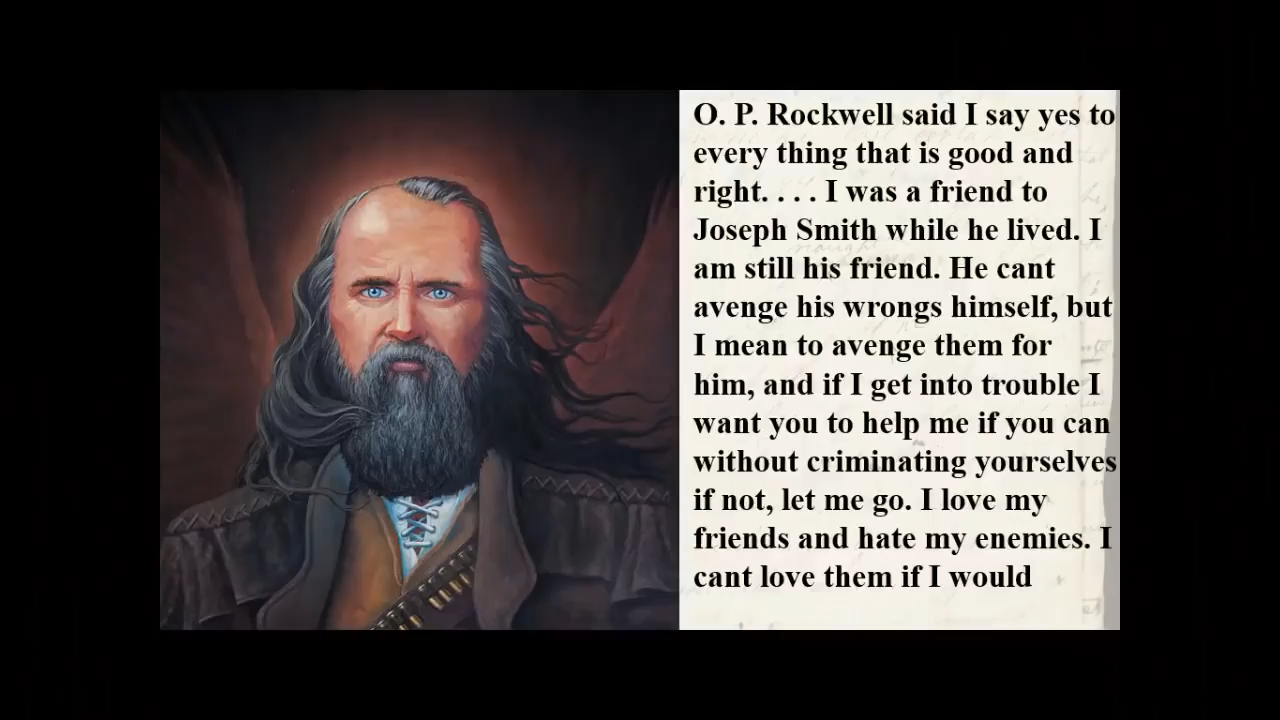 O. P. Rockwell said I say yes to
every thing that is good and
right. . . . I was a friend to
Joseph Smith while he lived. I
am still his friend. He cant
avenge his wrongs himself, but
I mean to avenge them for
him, and if I get into trouble I
want you to help me if you can
without criminating yourselves
if not, let me go. I love my
friends and hate my enemies. I
cant love them if I would